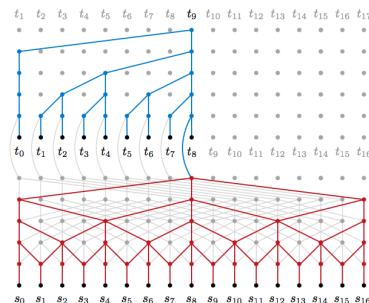 t₁ t₂ t₃ t₄ t₅ t₆ t₇ t₈ t₉ t₁₀ t₁₁ t₁₂ t₁₃ t₁₄ t₁₅ t₁₆ t₁₇
t₀ t₁ t₂ t₃ t₄ t₅ t₆ t₇ t₈ t₉ t₁₀ t₁₁ t₁₂ t₁₃ t₁₄ t₁₅ t₁₆
s₀ s₁ s₂ s₃ s₄ s₅ s₆ s₇ s₈ s₉ s₁₀ s₁₁ s₁₂ s₁₃ s₁₄ s₁₅ s₁₆